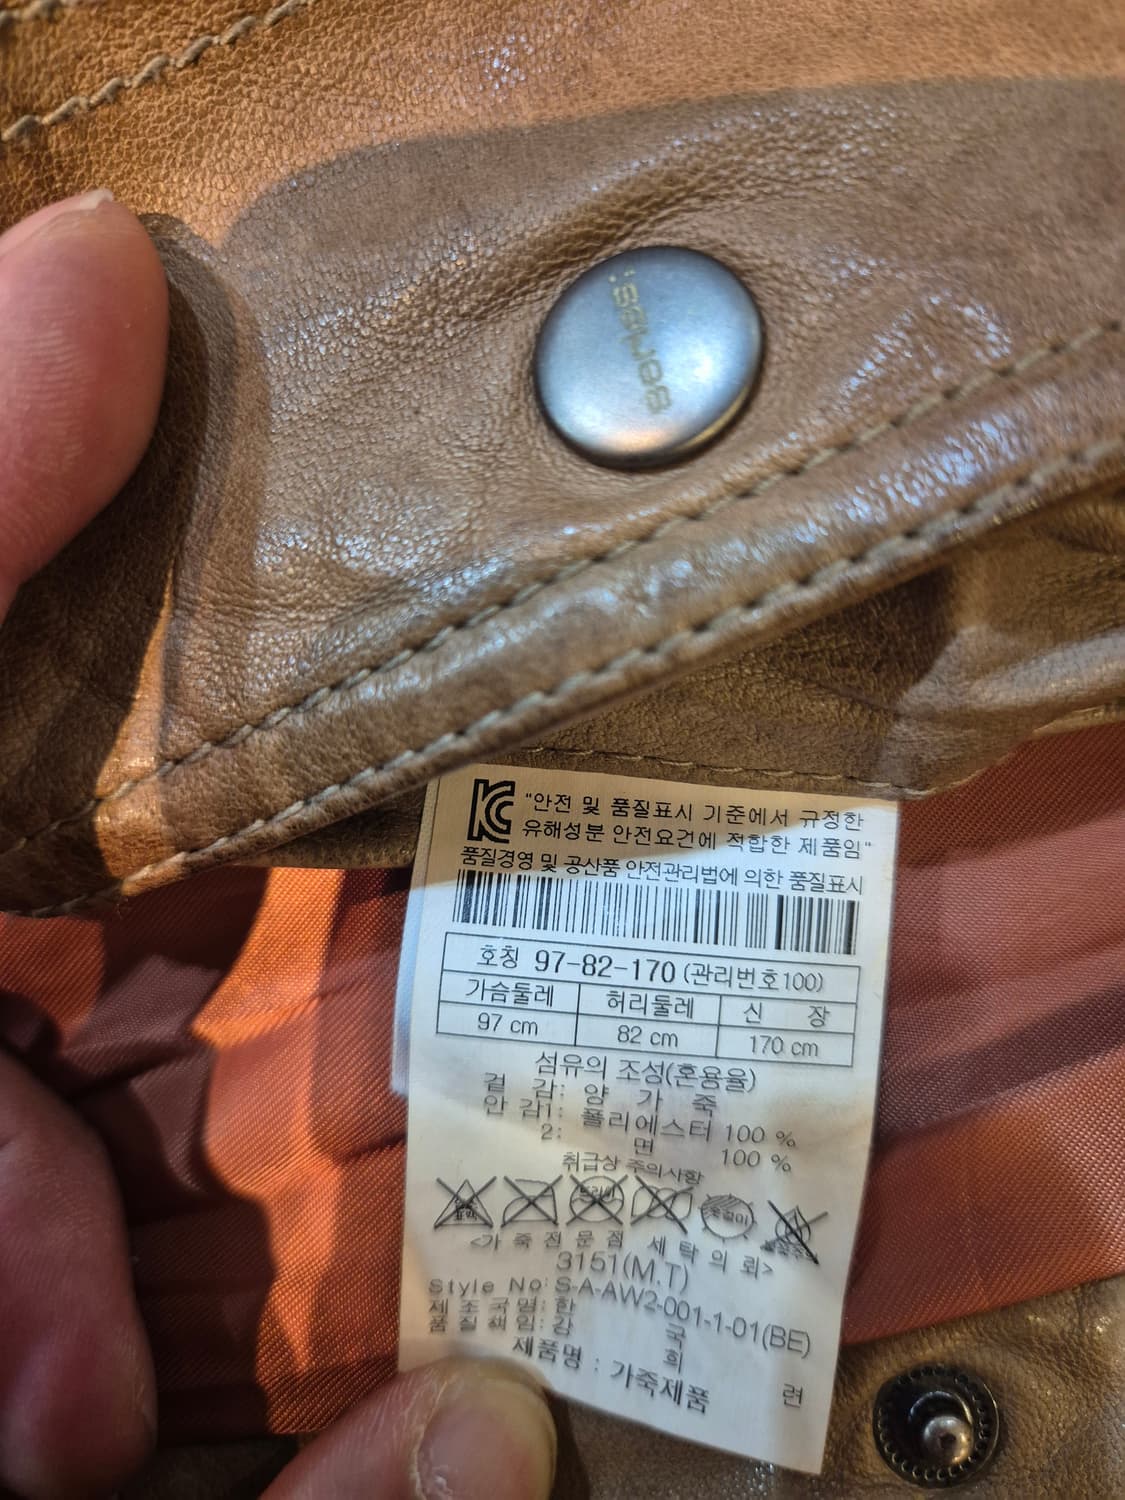 "안전 및 품질표시 기준에서 규정한
유해성분 안전요건에 적합한 제품임"
품질경영 및 공산품 안전관리법에 의한 품질표시
호칭 97-82-170 (관리번호100)
가슴둘레 허리둘레 신 장
97 cm 82 cm 170 cm
섬유의 조성(혼용율)
겉 감: 양 가 죽
안 감1: 폴리에스터 100 %
2: 면 100 %
취급상 주의사항
드라이 옷걸이
<가 죽 전 문 점 세 탁 의 뢰>
3151(M.T)
Style No: S-A-AW2-001-1-01(BE)
제 조 국 명: 한 국
품 질 책 임: 강 희 련
제품명 : 가죽제품